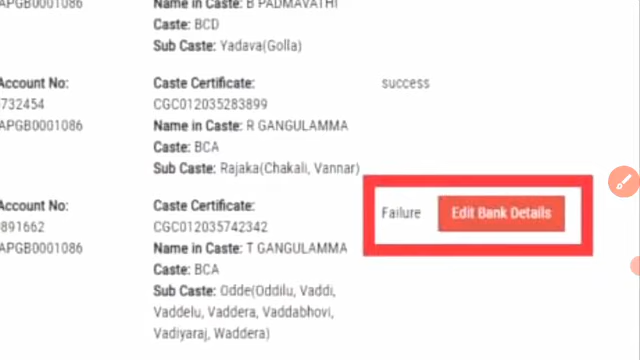 APGB0001086
Name in Caste: B PADMAVATHI
Caste: BCD
Sub Caste: Yadava(Golla)
Account No:
732454
APGB0001086
Caste Certificate:
CGC012035283899
Name in Caste: R GANGULAMMA
Caste: BCA
Sub Caste: Rajaka(Chakali, Vannar)
success
Account No:
891662
APGB0001086
Caste Certificate:
CGC012035742342
Name in Caste: T GANGULAMMA
Caste: BCA
Sub Caste: Odde(Oddilu, Vaddi,
Vaddelu, Vaddera, Vaddabhovi,
Vadiyaraj, Waddera)
Failure
Edit Bank Details